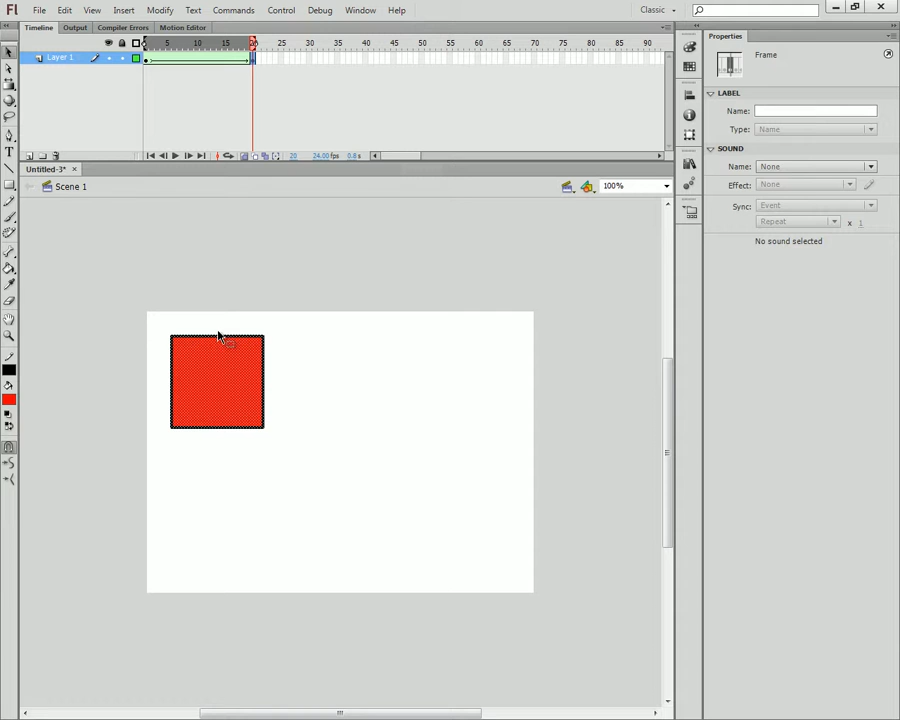 Fl File Edit View Insert Modify Text Commands Control Debug Window Help Classic
Timeline Output Compiler Errors Motion Editor
5 10 15 20 25 30 35 40 45 50 55 60 65 70 75 80 85 90
Layer 1
20 24.00 fps 0.8 s
Untitled-3*
Scene 1 100%
Properties
Frame
LABEL
Name:
Type: Name
SOUND
Name: None
Effect: None
Sync: Event
Repeat x 1
No sound selected
T